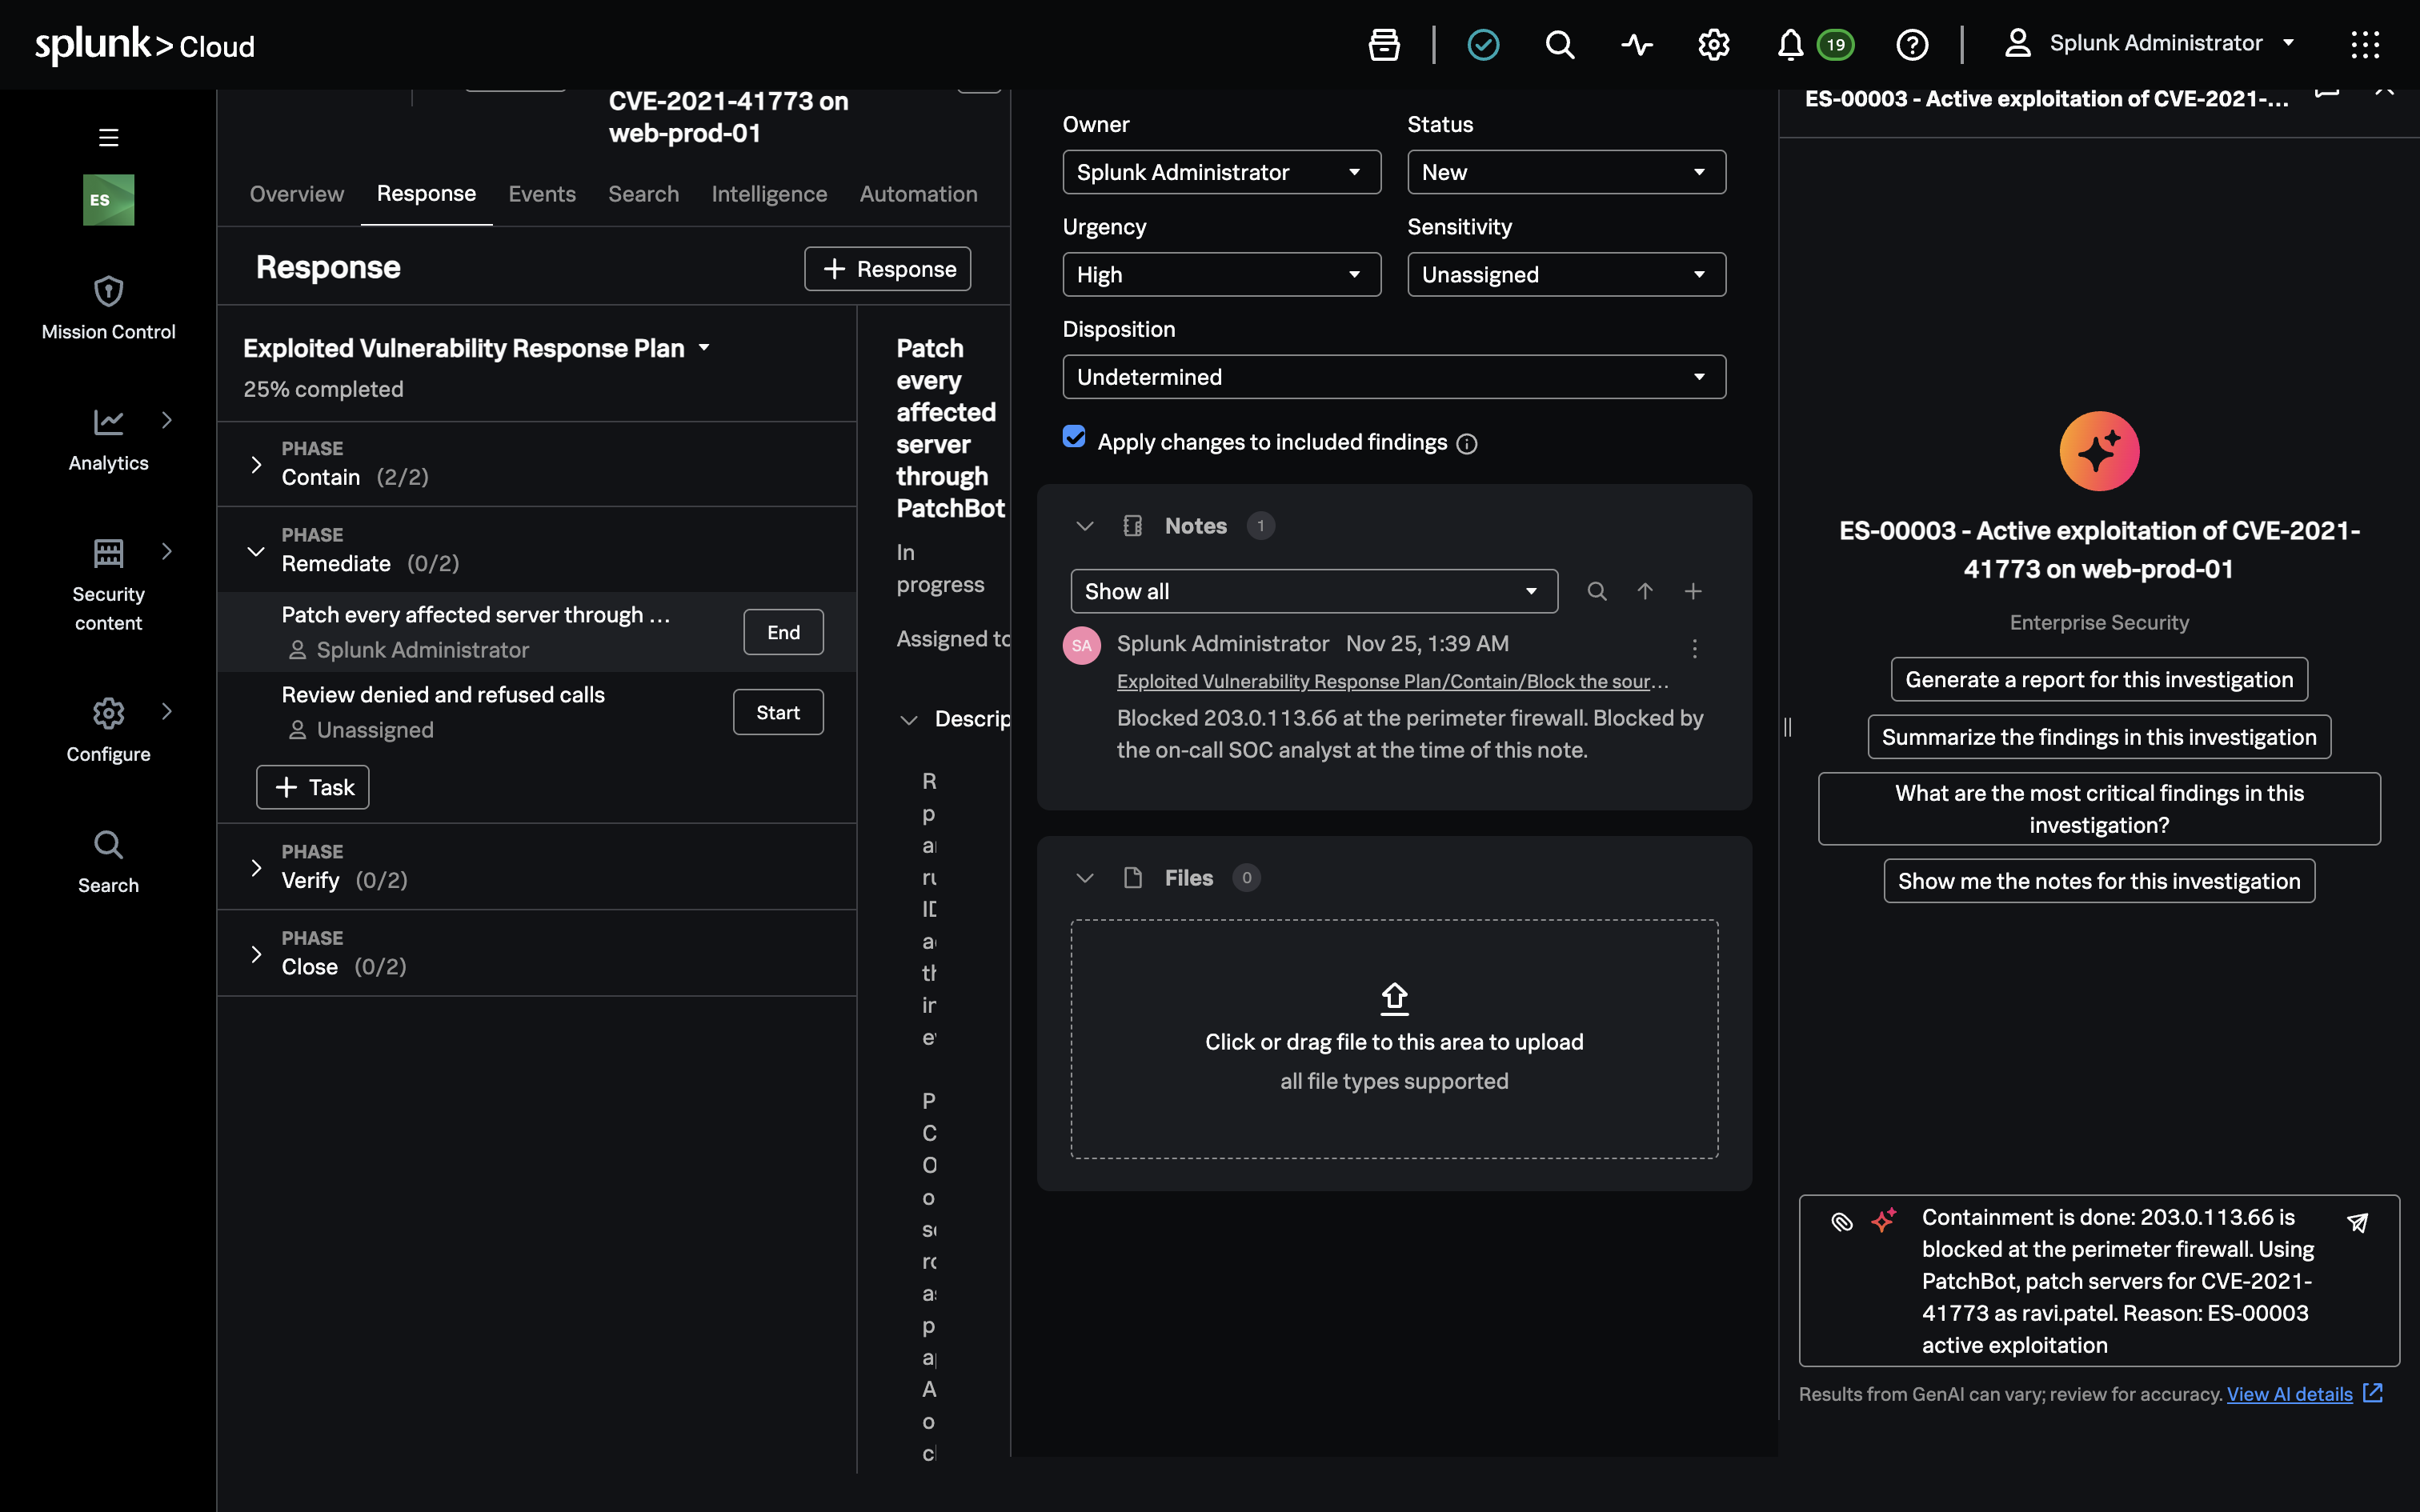 splunk>Cloud
19
Splunk Administrator
ES
Mission Control
Analytics
Security
content
Configure
Search
CVE-2021-41773 on
web-prod-01
Overview
Response
Events
Search
Intelligence
Automation
Response
+ Response
Exploited Vulnerability Response Plan
25% completed
PHASE
Contain (2/2)
PHASE
Remediate (0/2)
Patch every affected server through ...
Splunk Administrator
End
Review denied and refused calls
Unassigned
Start
+ Task
PHASE
Verify (0/2)
PHASE
Close (0/2)
Patch
every
affected
server
through
PatchBot
In
progress
Assigned to
Descrip
Owner
Status
Splunk Administrator
New
Urgency
Sensitivity
High
Unassigned
Disposition
Undetermined
Apply changes to included findings
Notes 1
Show all
SA
Splunk Administrator Nov 25, 1:39 AM
Exploited Vulnerability Response Plan/Contain/Block the sour...
Blocked 203.0.113.66 at the perimeter firewall. Blocked by
the on-call SOC analyst at the time of this note.
Files 0
Click or drag file to this area to upload
all file types supported
ES-00003 - Active exploitation of CVE-2021-...
ES-00003 - Active exploitation of CVE-2021-
41773 on web-prod-01
Enterprise Security
Generate a report for this investigation
Summarize the findings in this investigation
What are the most critical findings in this
investigation?
Show me the notes for this investigation
Containment is done: 203.0.113.66 is
blocked at the perimeter firewall. Using
PatchBot, patch servers for CVE-2021-
41773 as ravi.patel. Reason: ES-00003
active exploitation
Results from GenAI can vary; review for accuracy. View AI details